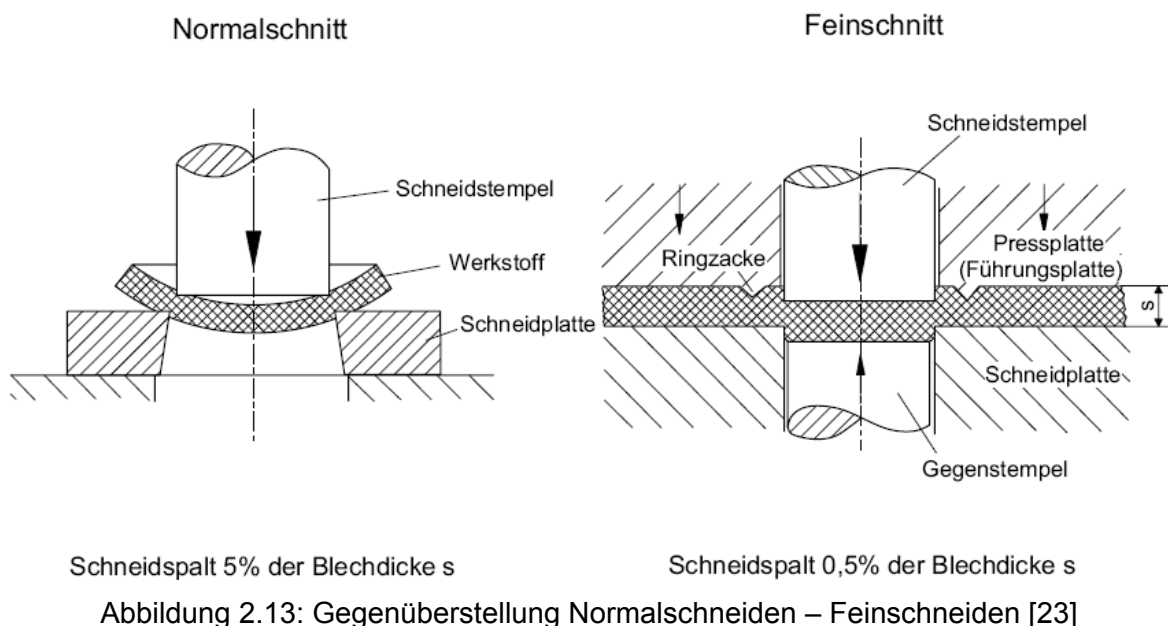 Normalschnitt
Schneidstempel
Werkstoff
Schneidplatte
Schneidspalt 5% der Blechdicke s
Feinschnitt
Schneidstempel
Ringzacke
Pressplatte
(Führungsplatte)
s
Schneidplatte
Gegenstempel
Schneidspalt 0,5% der Blechdicke s
Abbildung 2.13: Gegenüberstellung Normalschneiden – Feinschneiden [23]